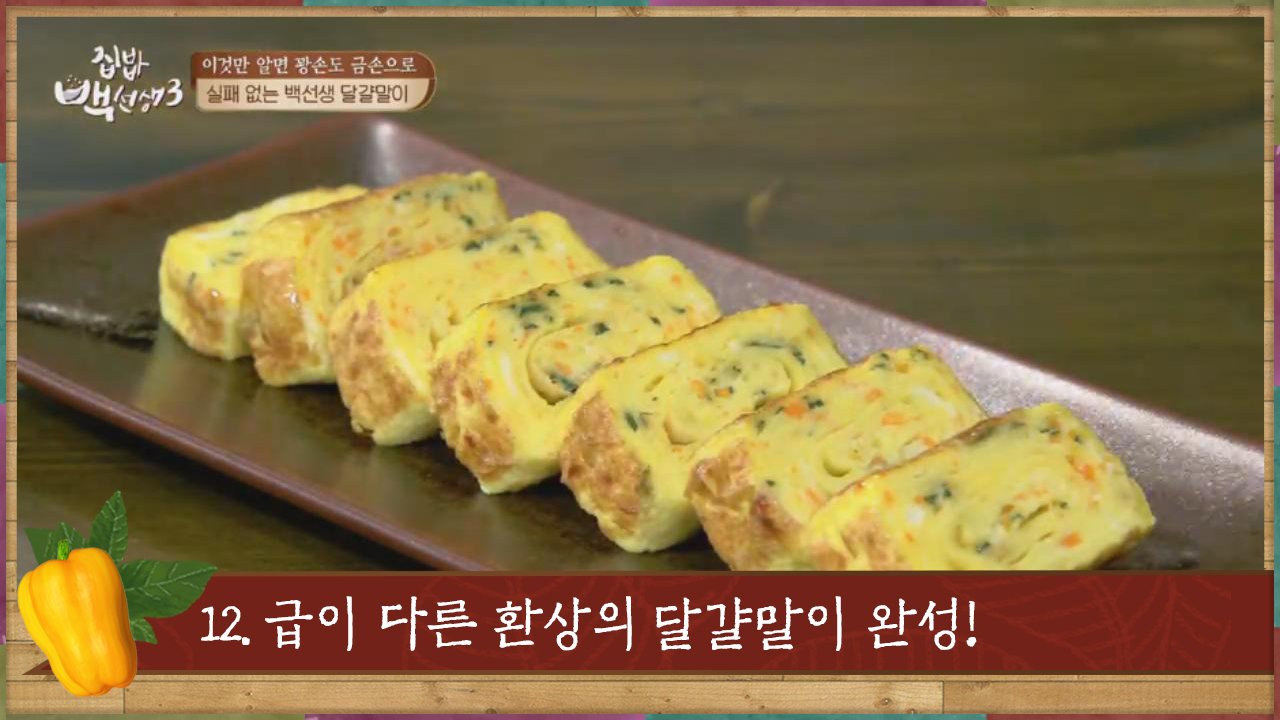 집밥
백선생3
이것만 알면 꽝손도 금손으로
실패 없는 백선생 달걀말이
12. 급이 다른 환상의 달걀말이 완성!